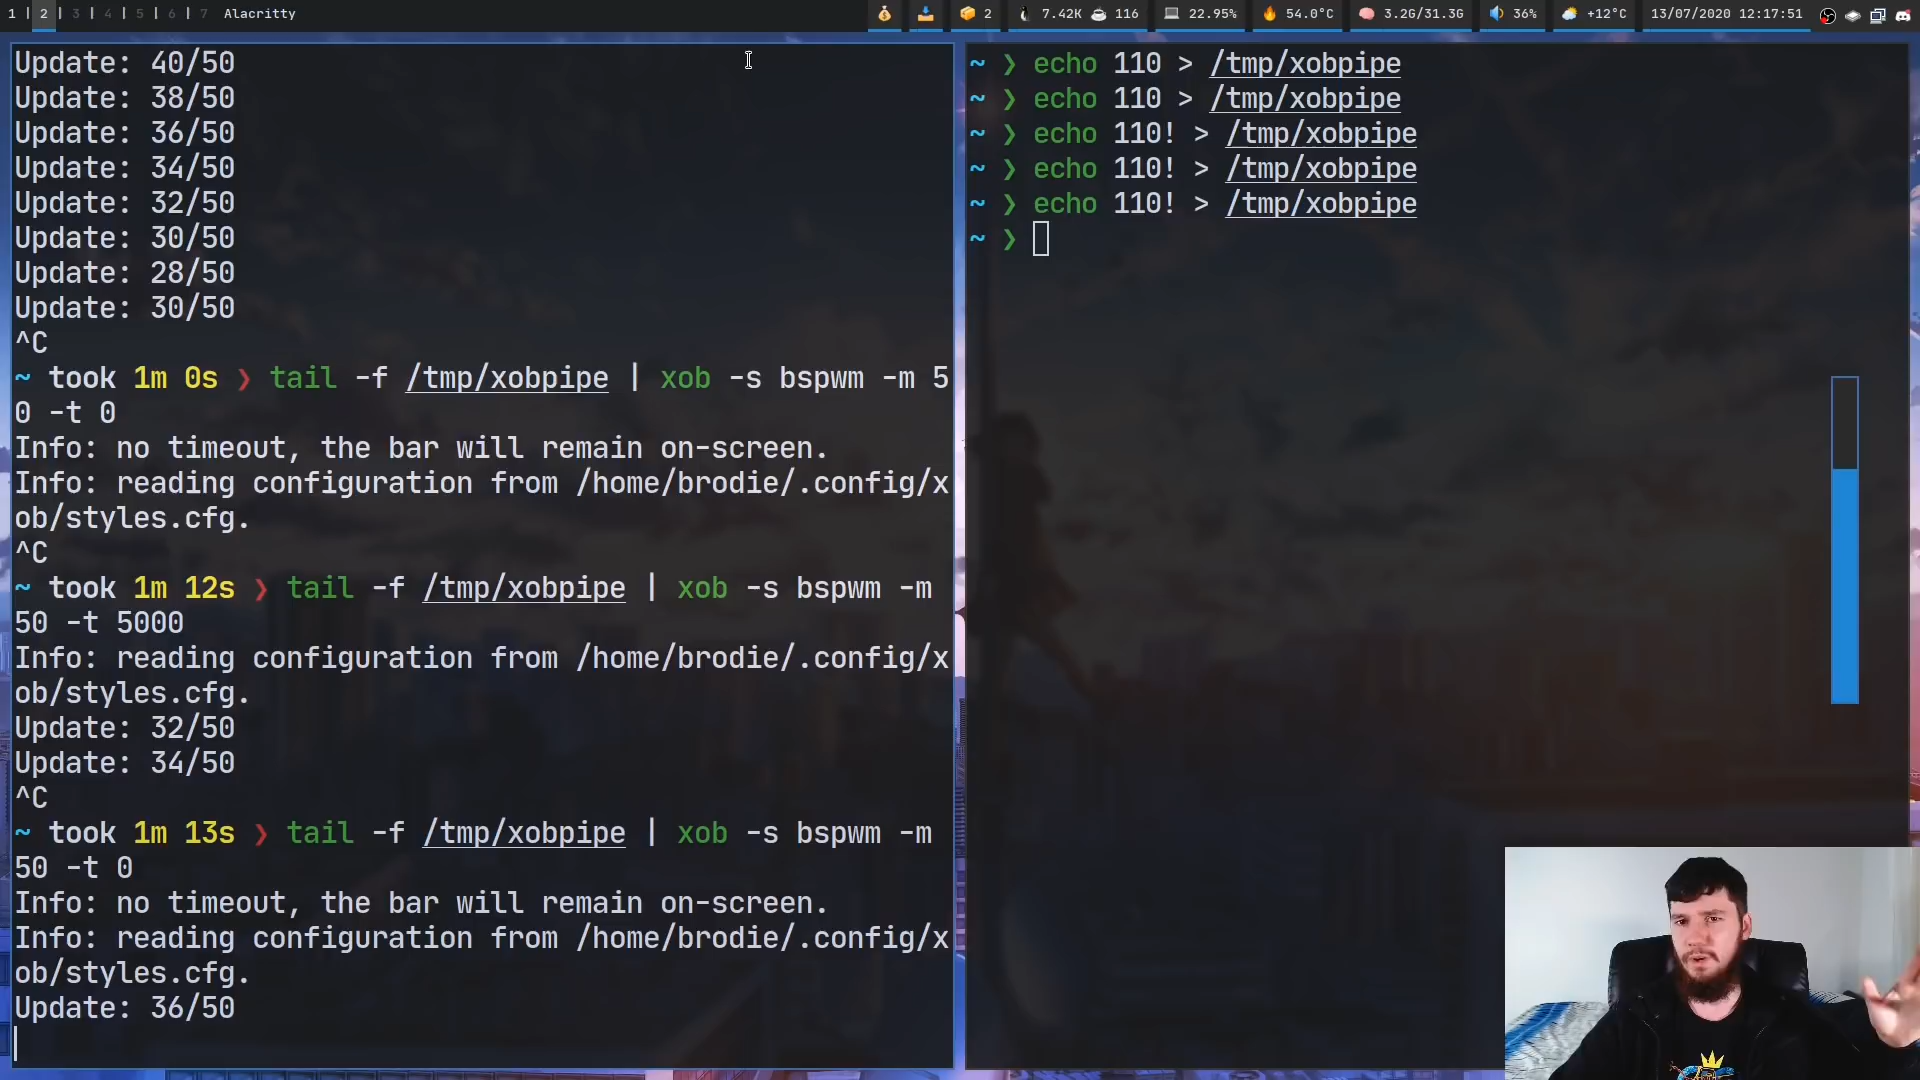 1 | 2 | 3 | 4 | 5 | 6 | 7 Alacritty
2 7.42K 116 22.95% 54.0°C 3.2G/31.3G 36% +12°C 13/07/2020 12:17:51
Update: 40/50
Update: 38/50
Update: 36/50
Update: 34/50
Update: 32/50
Update: 30/50
Update: 28/50
Update: 30/50
^C
~ took 1m 0s ❯ tail -f /tmp/xobpipe | xob -s bspwm -m 5
0 -t 0
Info: no timeout, the bar will remain on-screen.
Info: reading configuration from /home/brodie/.config/x
ob/styles.cfg.
^C
~ took 1m 12s ❯ tail -f /tmp/xobpipe | xob -s bspwm -m
50 -t 5000
Info: reading configuration from /home/brodie/.config/x
ob/styles.cfg.
Update: 32/50
Update: 34/50
^C
~ took 1m 13s ❯ tail -f /tmp/xobpipe | xob -s bspwm -m
50 -t 0
Info: no timeout, the bar will remain on-screen.
Info: reading configuration from /home/brodie/.config/x
ob/styles.cfg.
Update: 36/50
~ ❯ echo 110 > /tmp/xobpipe
~ ❯ echo 110 > /tmp/xobpipe
~ ❯ echo 110! > /tmp/xobpipe
~ ❯ echo 110! > /tmp/xobpipe
~ ❯ echo 110! > /tmp/xobpipe
~ ❯